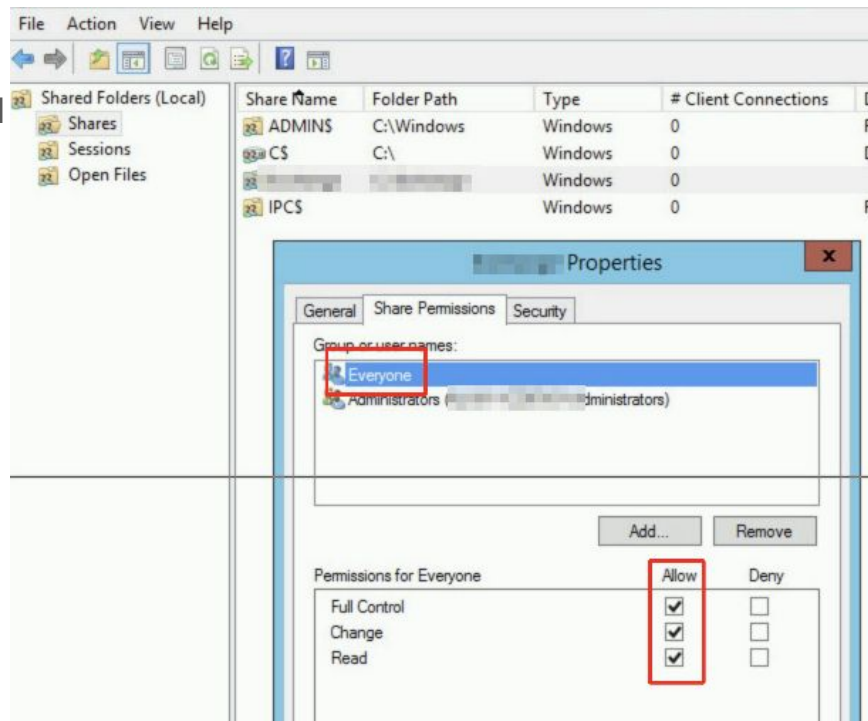 File Action View Help
Shared Folders (Local)
Shares
Sessions
Open Files
Share Name Folder Path Type # Client Connections
ADMIN$ C:\Windows Windows 0
C$ C:\ Windows 0
Windows 0
IPC$ Windows 0
Properties
General Share Permissions Security
Group or user names:
Everyone
Administrators ( dministrators)
Add... Remove
Permissions for Everyone Allow Deny
Full Control
Change
Read